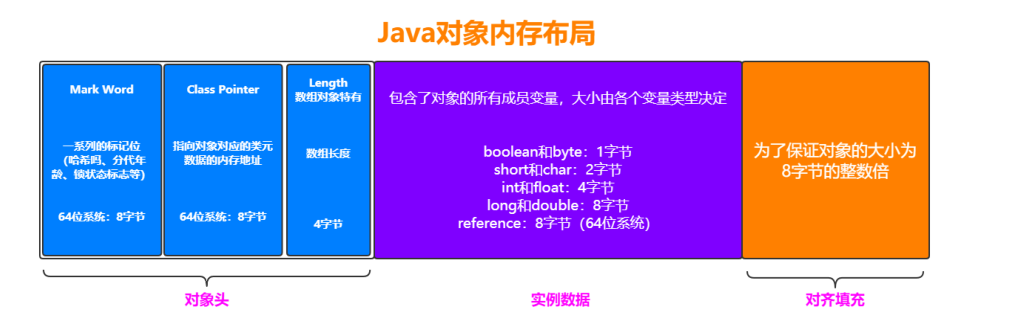 Java对象内存布局
Mark Word
一系列的标记位
(哈希码、分代年
龄、锁状态标志等)
64位系统：8字节
Class Pointer
指向对象对应的类元
数据的内存地址
64位系统：8字节
Length
数组对象特有
数组长度
4字节
包含了对象的所有成员变量，大小由各个变量类型决定
boolean和byte：1字节
short和char：2字节
int和float：4字节
long和double：8字节
reference：8字节（64位系统）
为了保证对象的大小为
8字节的整数倍
对象头
实例数据
对齐填充